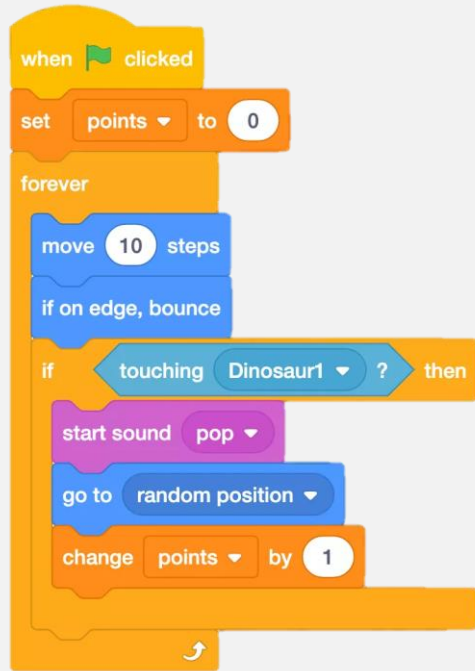 when clicked
set points to 0
forever
move 10 steps
if on edge, bounce
if touching Dinosaur1 ? then
start sound pop
go to random position
change points by 1